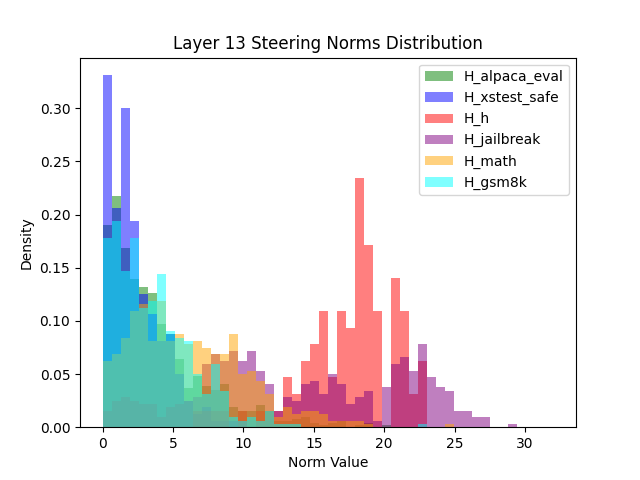 Layer 13 Steering Norms Distribution
H_alpaca_eval
H_xstest_safe
H_h
H_jailbreak
H_math
H_gsm8k
Density
0.30
0.25
0.20
0.15
0.10
0.05
0.00
0 5 10 15 20 25 30
Norm Value